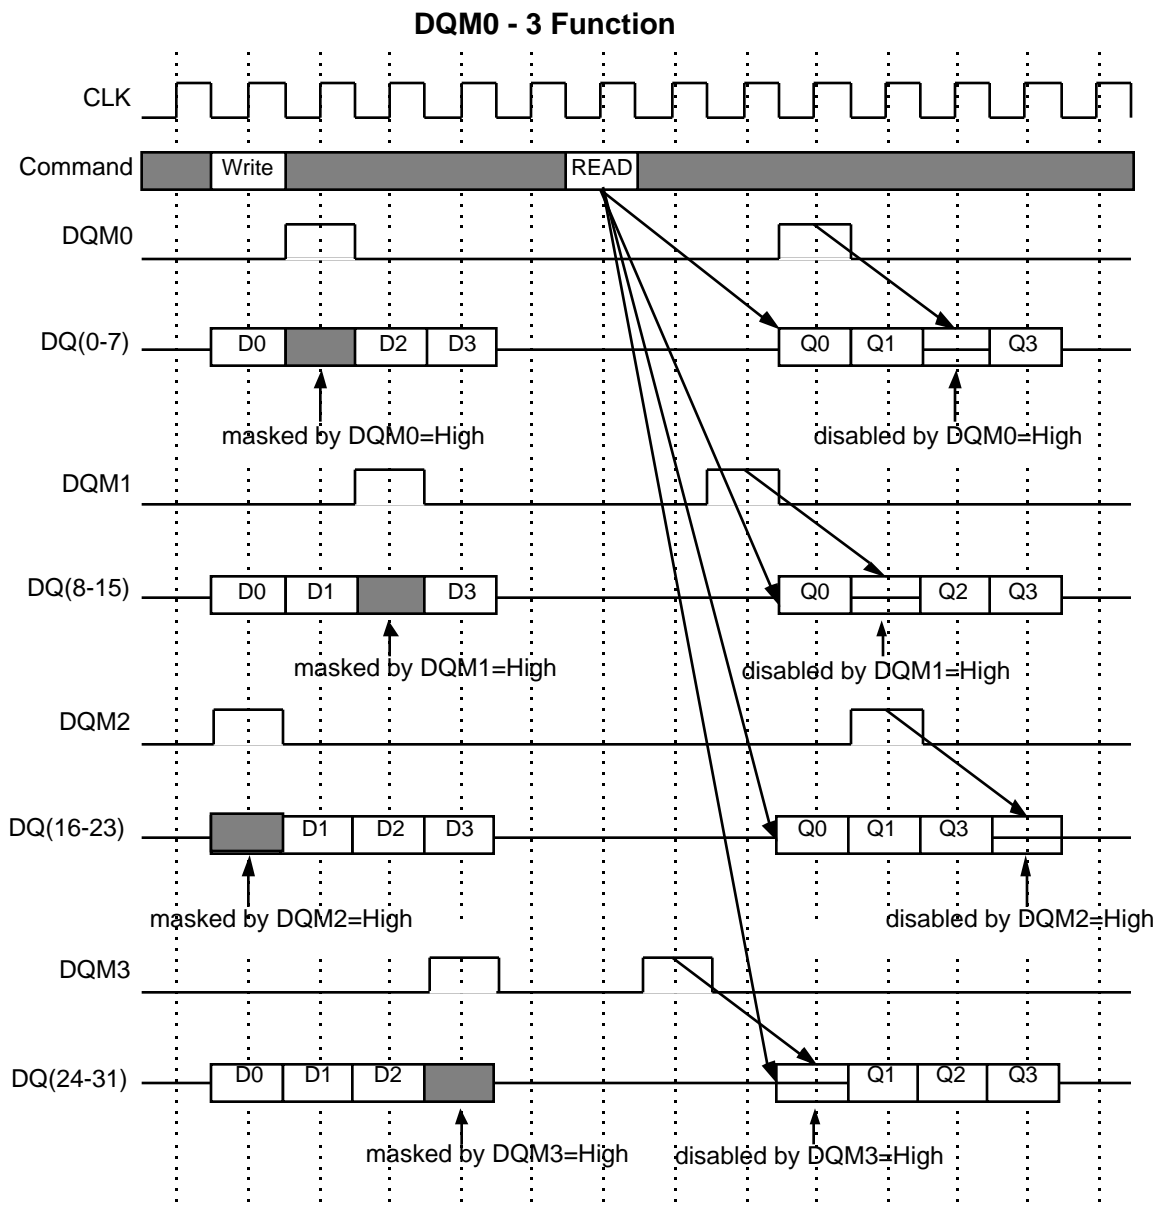 DQM0 - 3 Function
CLK
Command Write READ
DQM0
DQ(0-7) D0 D2 D3 Q0 Q1 Q3
masked by DQM0=High disabled by DQM0=High
DQM1
DQ(8-15) D0 D1 D3 Q0 Q2 Q3
masked by DQM1=High disabled by DQM1=High
DQM2
DQ(16-23) D1 D2 D3 Q0 Q1 Q3
masked by DQM2=High disabled by DQM2=High
DQM3
DQ(24-31) D0 D1 D2 Q1 Q2 Q3
masked by DQM3=High disabled by DQM3=High